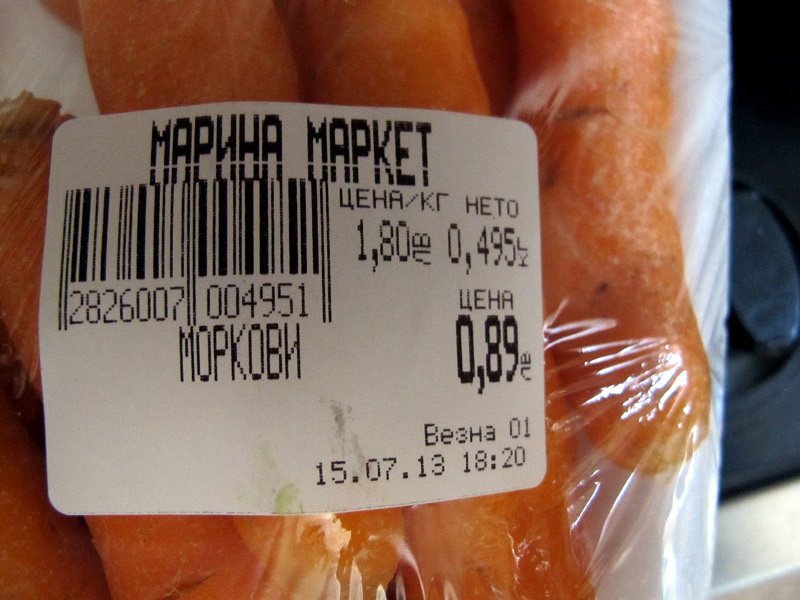 МАРИНА МАРКЕТ
ЦЕНА/КГ НЕТО
1,80лв 0,495кг
2826007 004951
ЦЕНА
МОРКОВИ
0,89лв
Везна 01
15.07.13 18:20